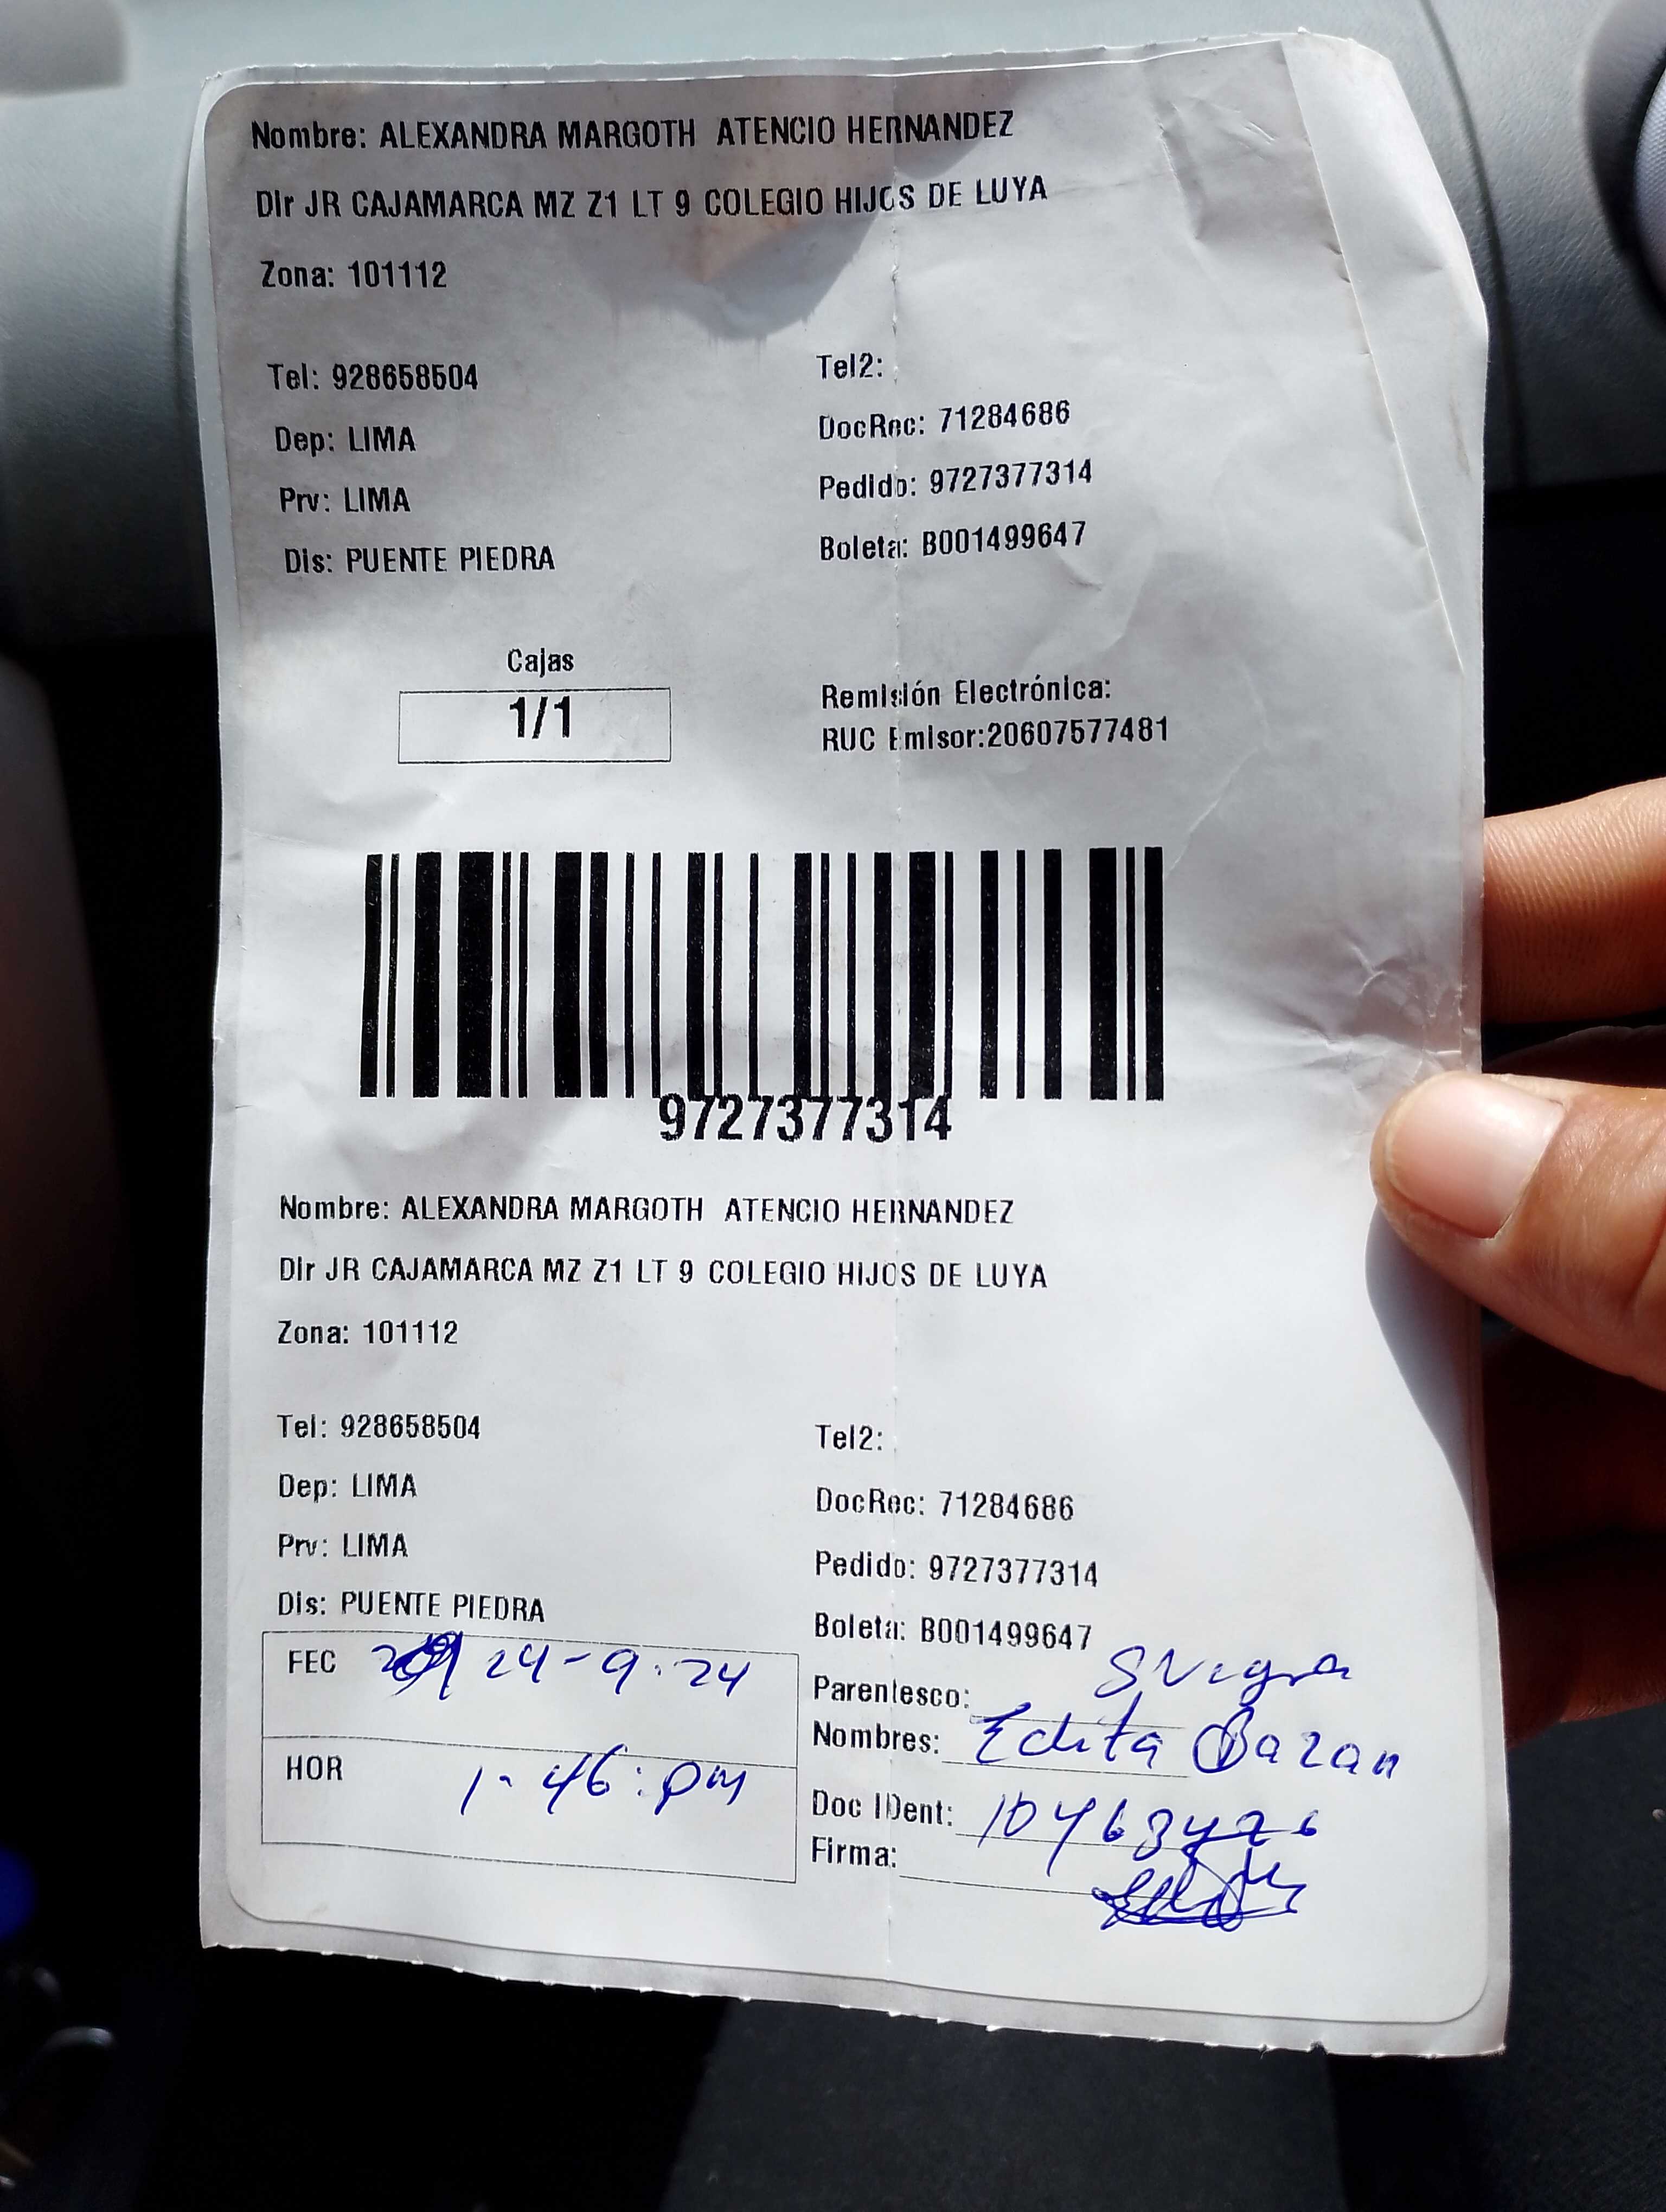 Nombre: ALEXANDRA MARGOTH ATENCIO HERNANDEZ
Dir JR CAJAMARCA MZ Z1 LT 9 COLEGIO HIJOS DE LUYA
Zona: 101112
Tel: 928658504 Tel2:
Dep: LIMA DocRec: 71284686
Prv: LIMA Pedido: 9727377314
Dis: PUENTE PIEDRA Boleta: B001499647
Cajas
1/1
Remisión Electrónica:
RUC Emisor:20607577481
9727377314
Nombre: ALEXANDRA MARGOTH ATENCIO HERNANDEZ
Dir JR CAJAMARCA MZ Z1 LT 9 COLEGIO HIJOS DE LUYA
Zona: 101112
Tel: 928658504 Tel2:
Dep: LIMA DocRec: 71284686
Prv: LIMA Pedido: 9727377314
Dis: PUENTE PIEDRA Boleta: B001499647
FEC 24-9-24
HOR 1-46:pm
Parentesco: Suegra
Nombres: Edita Bazan
Doc IDent:
Firma: